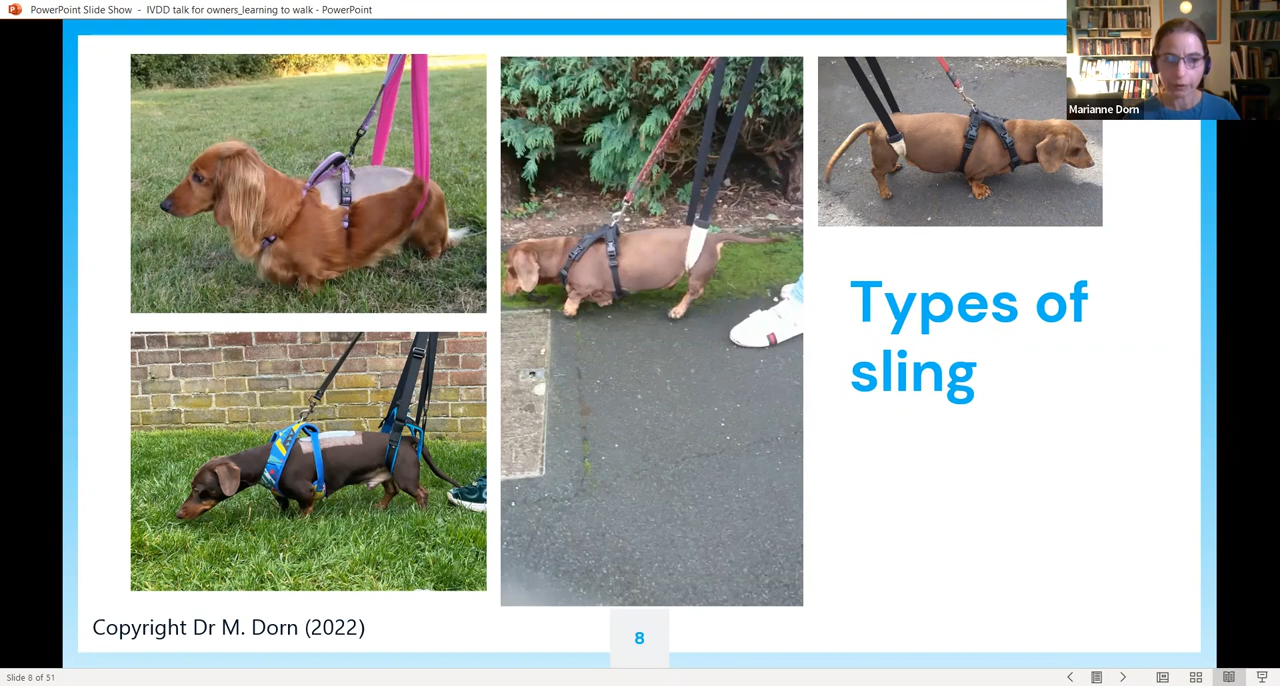 PowerPoint Slide Show - IVDD talk for owners_learning to walk - PowerPoint
Marianne Dorn
Types of
sling
Copyright Dr M. Dorn (2022)
8
Slide 8 of 51